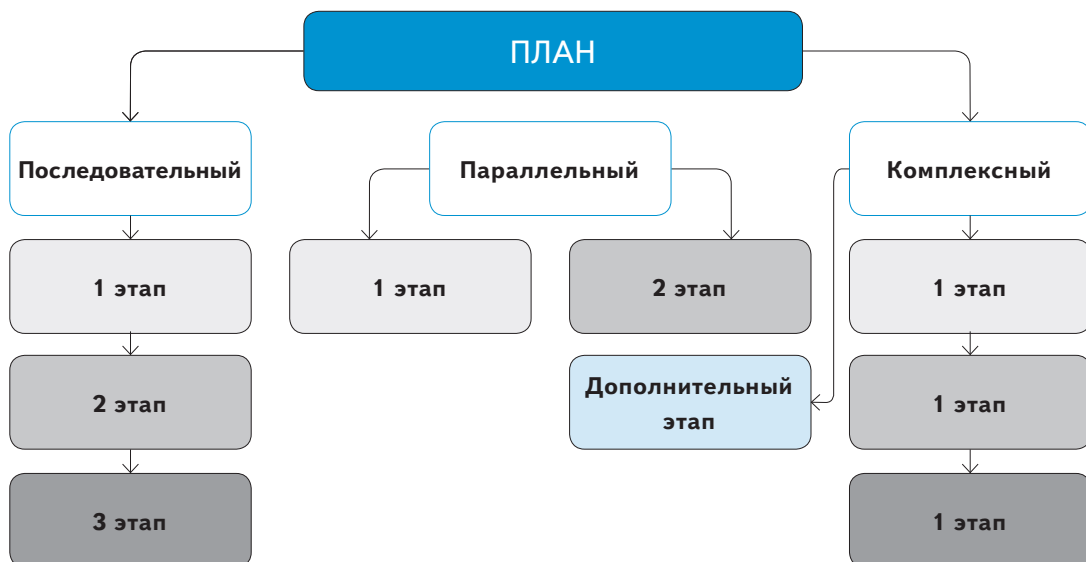 ПЛАН
Последовательный
Параллельный
Комплексный
1 этап
1 этап
2 этап
1 этап
2 этап
Дополнительный
этап
1 этап
3 этап
1 этап